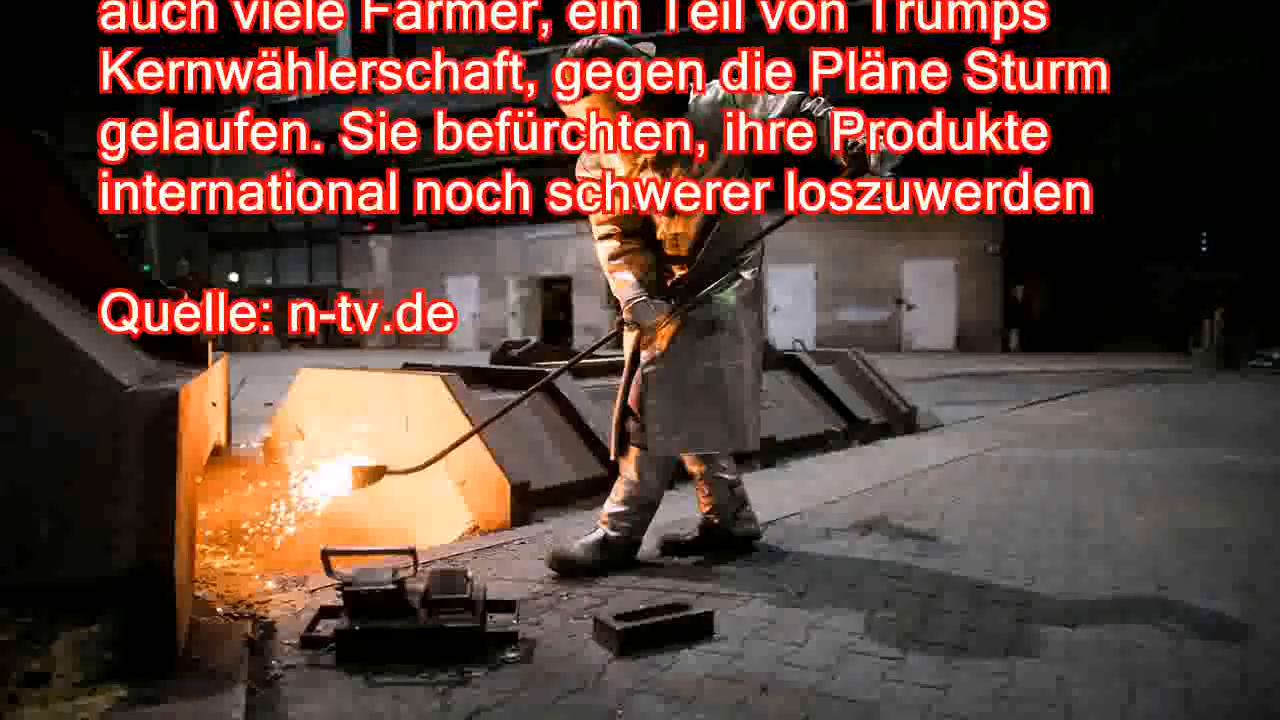 auch viele Farmer, ein Teil von Trumps
Kernwählerschaft, gegen die Pläne Sturm
gelaufen. Sie befürchten, ihre Produkte
international noch schwerer loszuwerden
Quelle: n-tv.de